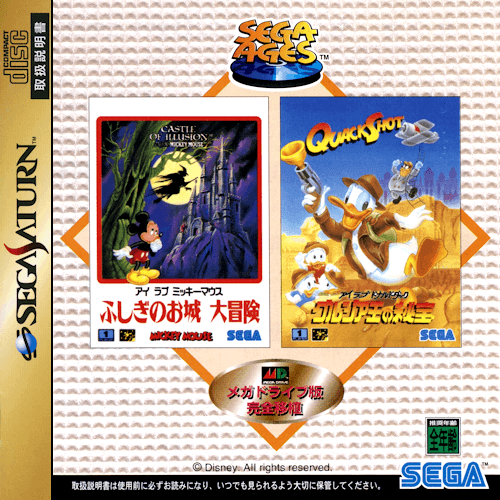 COMPACT
disc
取扱説明書
SEGA SATURN™
SEGA
AGES™
CASTLE
OF ILLUSION
MICKEY MOUSE
アイ ラブ ミッキーマウス
ふしぎのお城 大冒険
MICKEY MOUSE
SEGA
QUACKSHOT
アイ ラブ ドナルドダック
グルジア王の秘宝
SEGA
MD
MEGA DRIVE
メガドライブ版
完全移植
推奨年齢
全年齢
© Disney. All rights reserved.
SEGA™
取扱説明書は使用前に必ずお読みになり、いつでも見られるよう大切に保管してください。